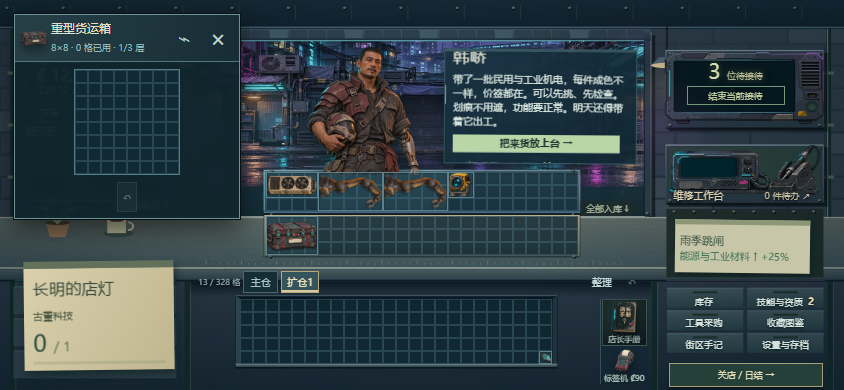 重型货运箱
8×8 · 0 格已用 · 1/3 层
韩峤
带了一批民用与工业机电，每件成色不
一样，价签都在。可以先挑、先检查。
划痕不用遮，功能要正常。明天还得带
着它出工。
把来货放上台 →
3 位待接待
结束当前接待
维修工作台
0 件待办 ↗
全部入库↓
雨季跳闸
能源与工业材料↑+25%
长明的店灯
古董科技
0 / 1
13 / 328 格
主仓
扩仓1
整理
店长手册
标签机 ₡90
库存
技能与资质 2
工具采购
收藏图鉴
街区手记
设置与存档
关店 / 日结 →